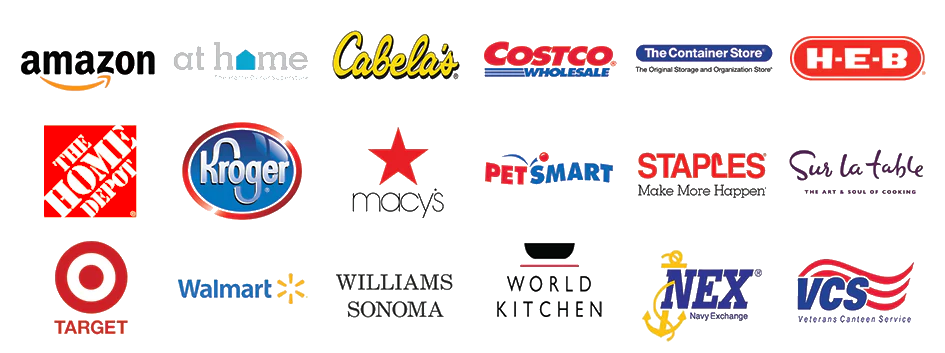 amazon
at home
Cabela's®
COSTCO
WHOLESALE®
The Container Store®
The Original Storage and Organization Store®
H-E-B®
THE
HOME
DEPOT®
Kroger®
macy's
PETSMART
STAPLES®
Make More Happen®
Sur la table
THE ART & SOUL OF COOKING
TARGET
Walmart
WILLIAMS
SONOMA
WORLD
KITCHEN
NEX®
Navy Exchange
VCS®
Veterans Canteen Service